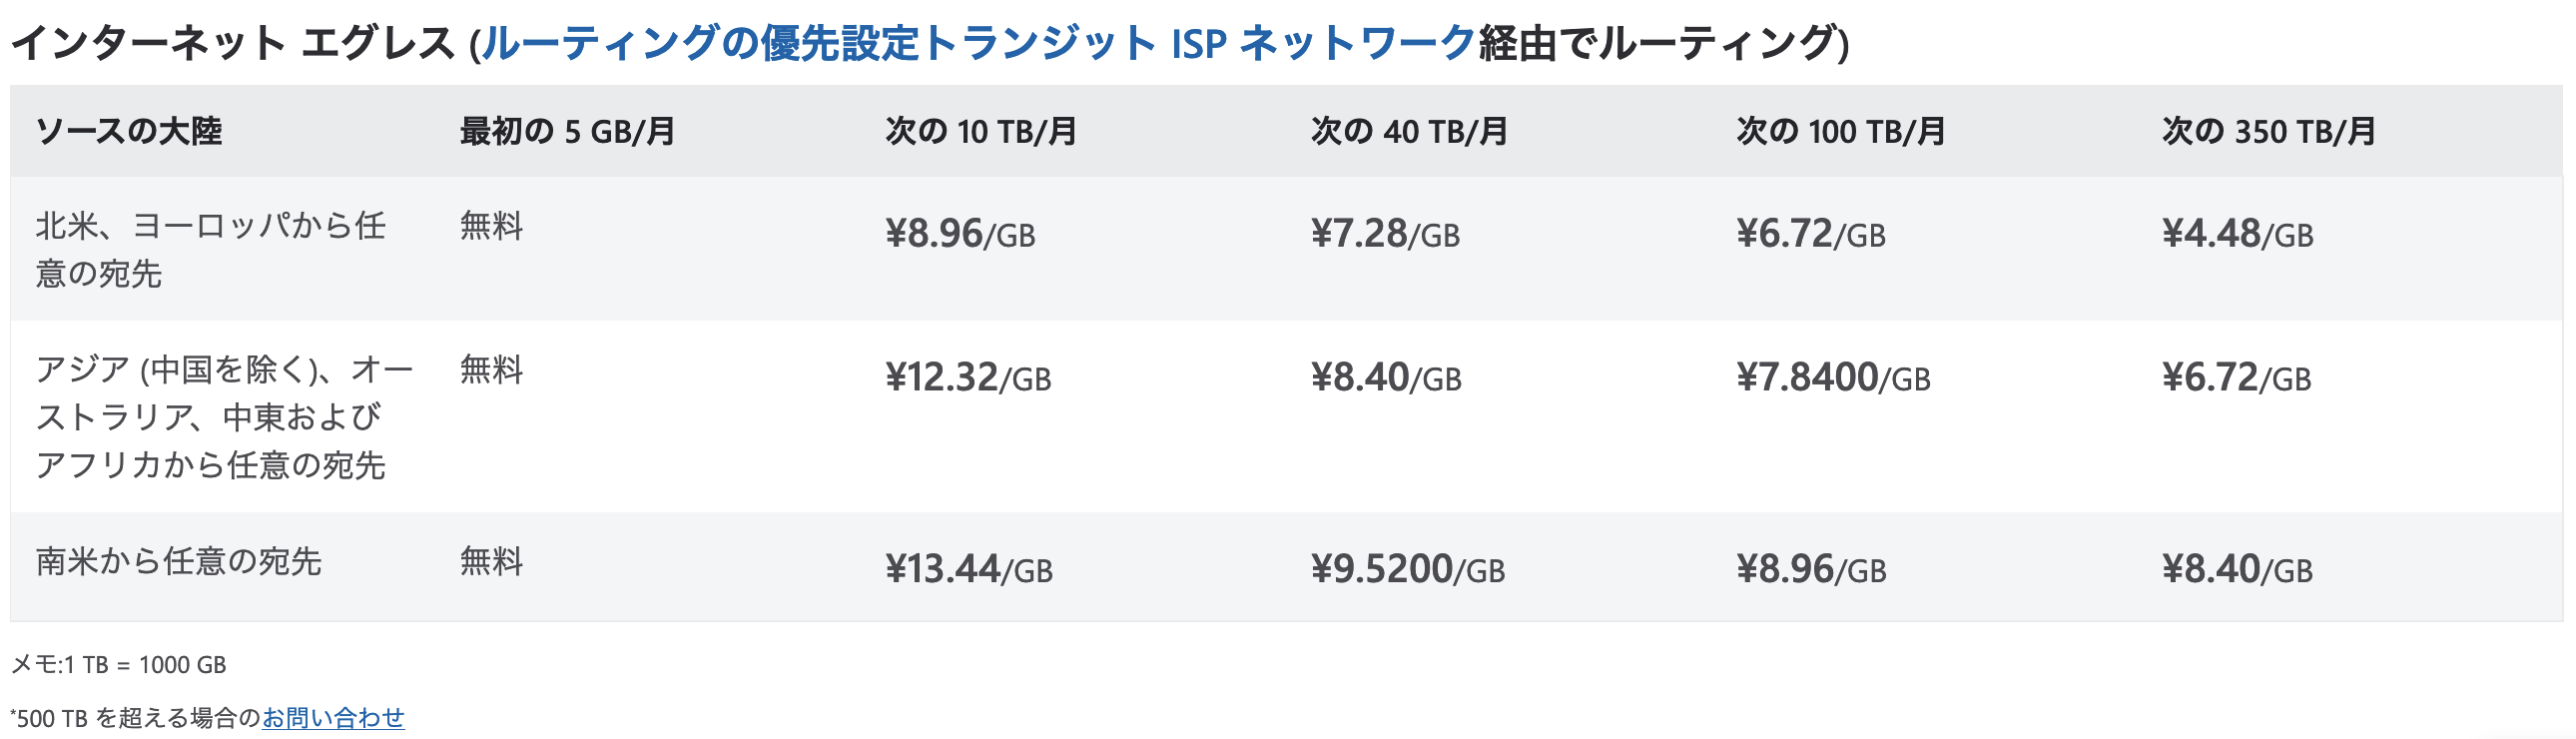 インターネット エグレス (ルーティングの優先設定トランジット ISP ネットワーク経由でルーティング)
ソースの大陸 最初の 5 GB/月 次の 10 TB/月 次の 40 TB/月 次の 100 TB/月 次の 350 TB/月
北米、ヨーロッパから任 無料 ¥8.96/GB ¥7.28/GB ¥6.72/GB ¥4.48/GB
意の宛先
アジア (中国を除く)、オー 無料 ¥12.32/GB ¥8.40/GB ¥7.8400/GB ¥6.72/GB
ストラリア、中東および
アフリカから任意の宛先
南米から任意の宛先 無料 ¥13.44/GB ¥9.5200/GB ¥8.96/GB ¥8.40/GB
メモ:1 TB = 1000 GB
*500 TB を超える場合のお問い合わせ